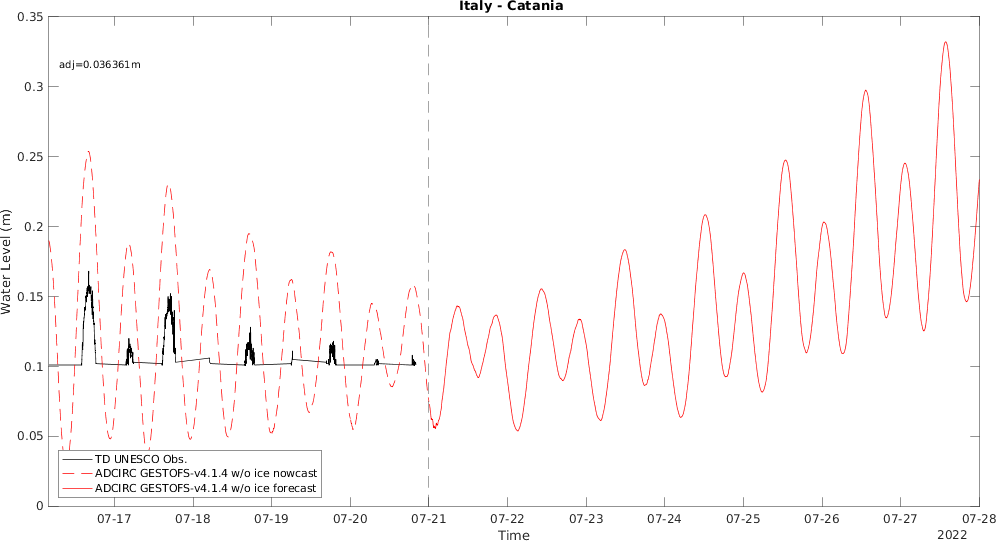 Italy - Catania
adj=0.036361m
Water Level (m)
0.35
0.3
0.25
0.2
0.15
0.1
0.05
0
TD UNESCO Obs.
ADCIRC GESTOFS-v4.1.4 w/o ice nowcast
ADCIRC GESTOFS-v4.1.4 w/o ice forecast
07-17 07-18 07-19 07-20 07-21 07-22 07-23 07-24 07-25 07-26 07-27 07-28
Time
2022